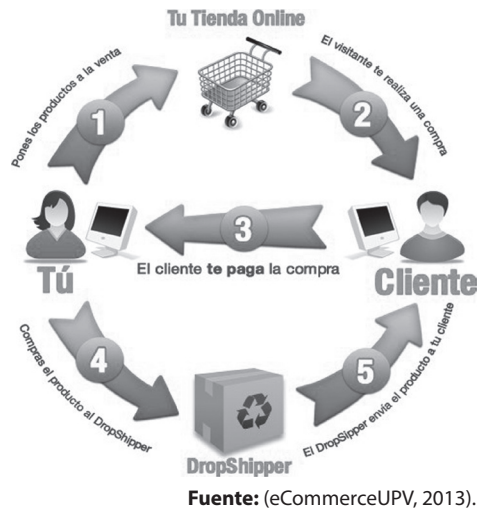 Tu Tienda Online
Pones los productos a la venta
1
El visitante te realiza una compra
2
3
El cliente te paga la compra
Tú
Cliente
Compras el producto al DropShipper
4
El DropSipper envía el producto a tu cliente
5
DropShipper
Fuente: (eCommerceUPV, 2013).